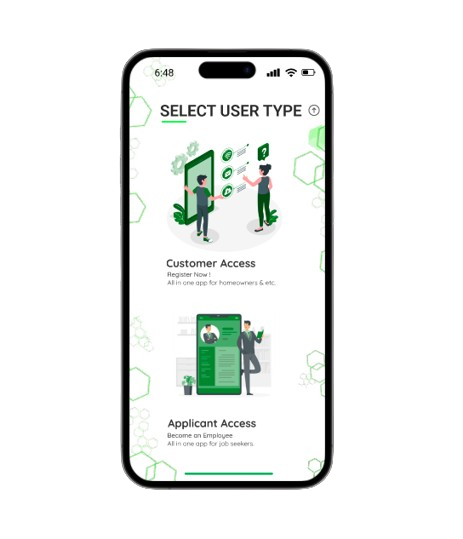 6:48
SELECT USER TYPE
?
Customer Access
Register Now !
All in one app for homeowners & etc.
Applicant Access
Become an Employee
All in one app for job seekers.